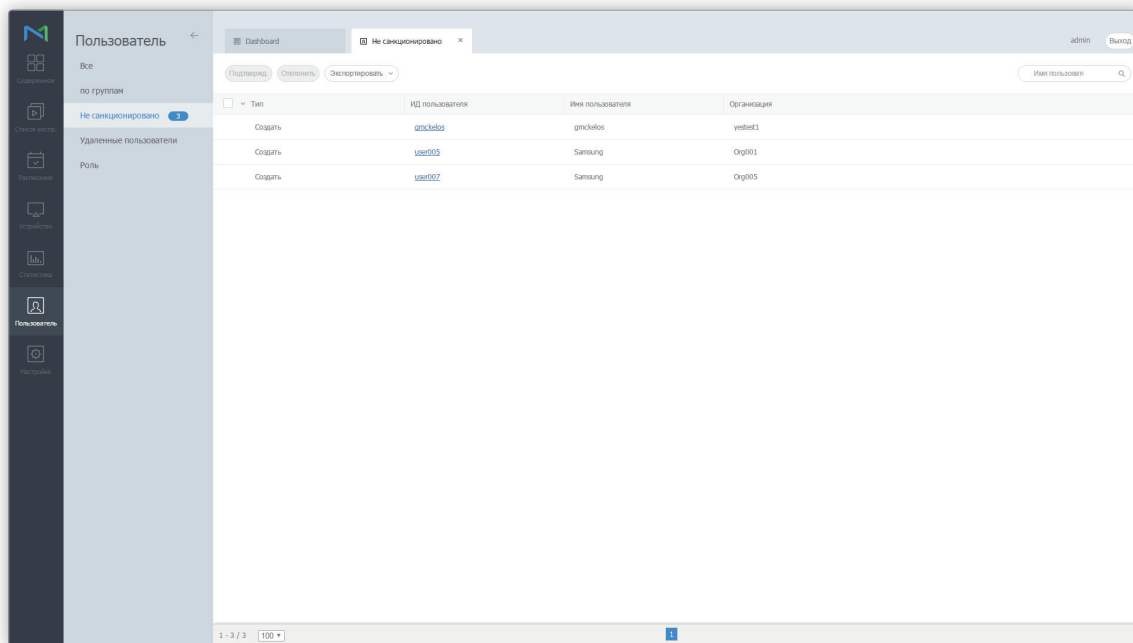 Пользователь
Dashboard
Не санкционировано
admin
Выход
Содержимое
Все
по группам
Подтвержд.
Отклонить
Экспортировать
Имя пользоват
Тип
ИД пользователя
Имя пользователя
Организация
Список воспр.
Не санкционировано 3
Создать
gmckelos
gmckelos
yestest1
Удаленные пользователи
Создать
user005
Samsung
Org001
Роль
Создать
user007
Samsung
Org005
Расписание
Устройство
Статистика
Пользователь
Настройка
1 - 3 / 3
100
1